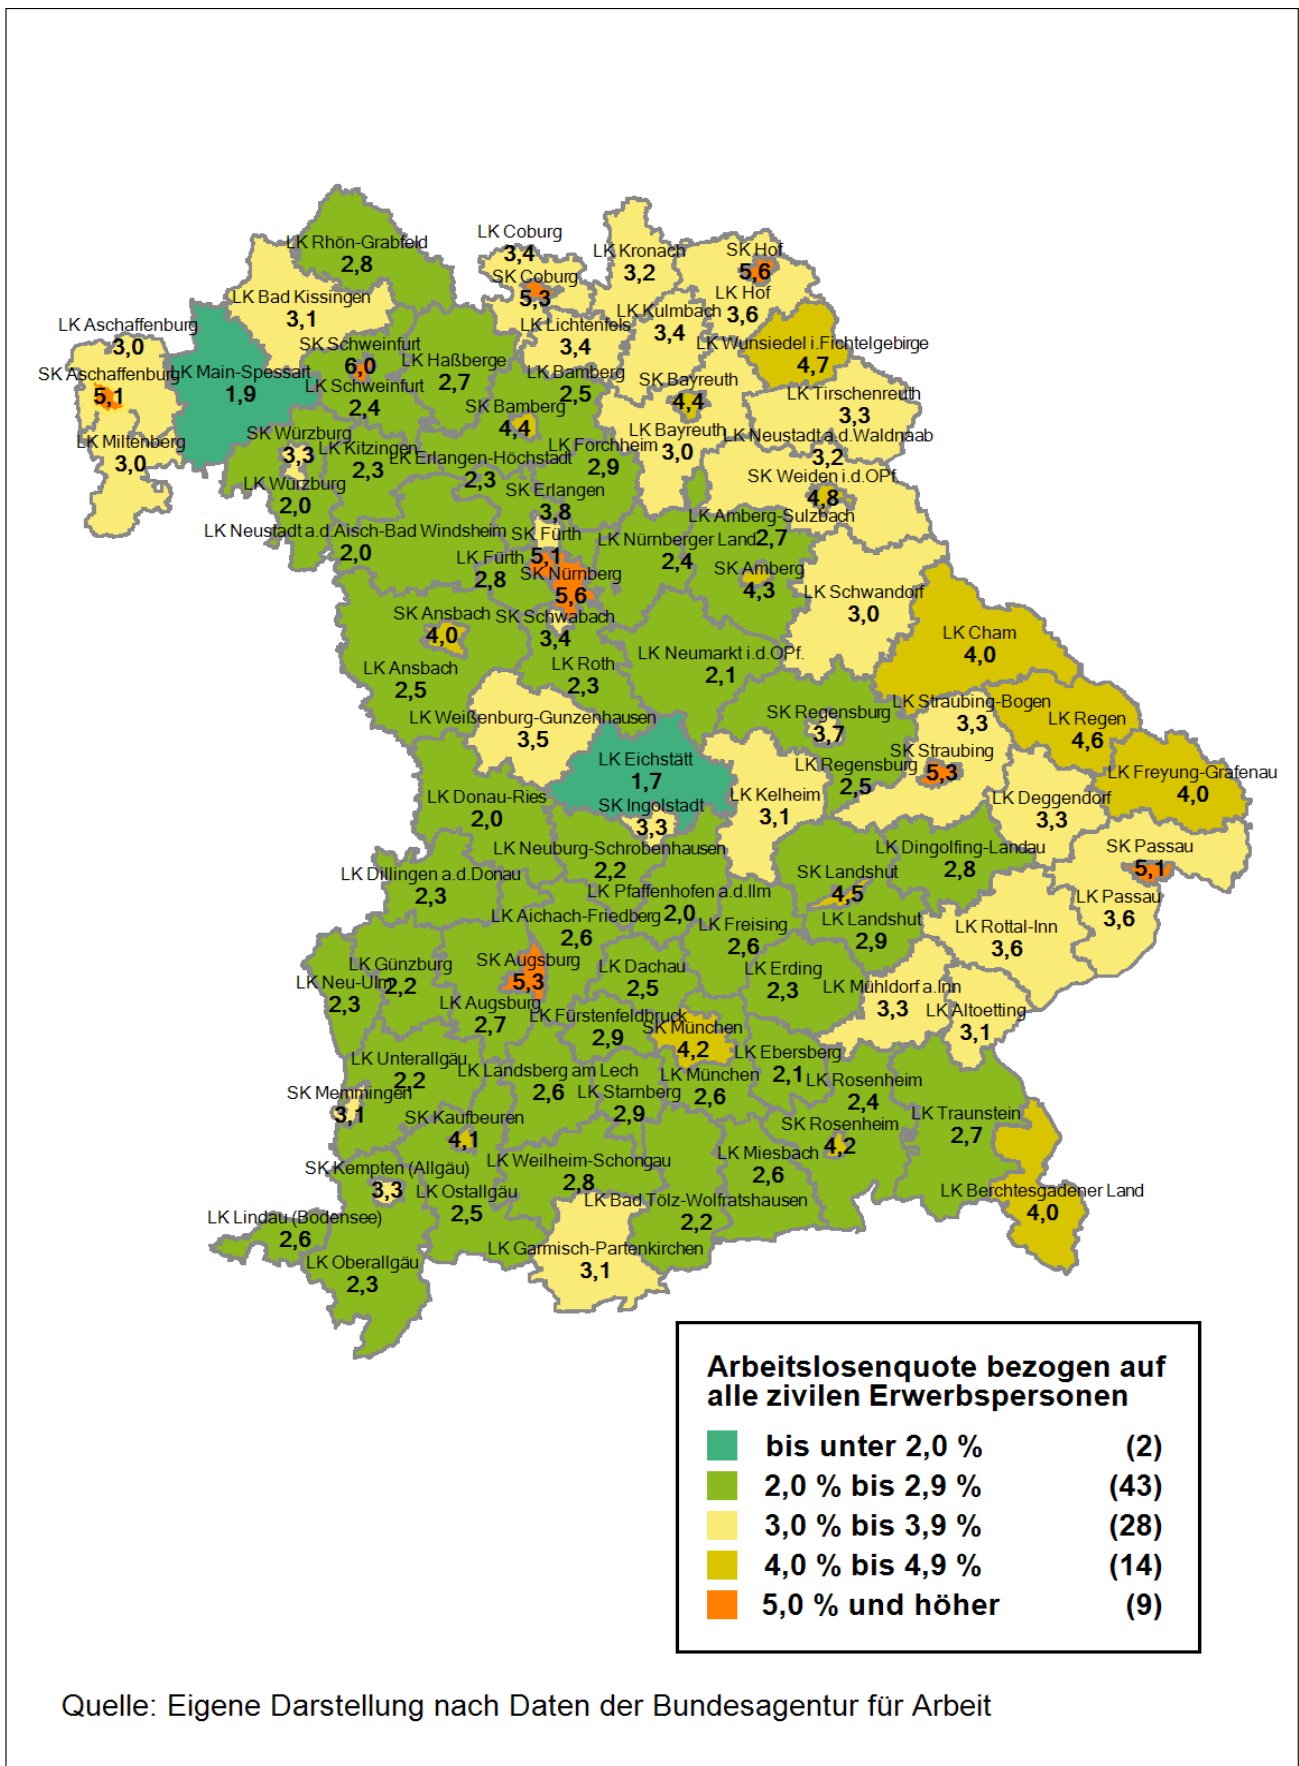 LK Rhön-Grabfeld
2,8
LK Coburg
3,4
LK Kronach
3,2
SK Hof
5,6
SK Coburg
5,3
LK Hof
3,6
LK Bad Kissingen
3,1
LK Kulmbach
3,4
LK Aschaffenburg
3,0
LK Lichtenfels
3,4
SK Schweinfurt
6,0
LK Wunsiedel i.Fichtelgebirge
4,7
LK Haßberge
2,7
SK Aschaffenburg
5,1
LK Main-Spessart
1,9
LK Bamberg
2,5
SK Bayreuth
4,4
LK Schweinfurt
2,4
LK Tirschenreuth
3,3
SK Bamberg
4,4
LK Miltenberg
3,0
SK Würzburg
3,3
LK Bayreuth
3,0
LK Neustadt a.d.Waldnaab
3,2
LK Kitzingen
2,3
LK Forchheim
2,9
LK Erlangen-Höchstadt
2,3
LK Würzburg
2,0
SK Weiden i.d.OPf.
4,8
SK Erlangen
3,8
LK Amberg-Sulzbach
2,7
LK Neustadt a.d.Aisch-Bad Windsheim
2,0
SK Fürth
5,1
LK Nürnberger Land
2,4
LK Fürth
2,8
SK Nürnberg
5,6
SK Amberg
4,3
LK Schwandorf
3,0
SK Ansbach
4,0
SK Schwabach
3,4
LK Cham
4,0
LK Ansbach
2,5
LK Roth
2,3
LK Neumarkt i.d.OPf.
2,1
LK Weißenburg-Gunzenhausen
3,5
SK Regensburg
3,7
LK Straubing-Bogen
3,3
LK Regen
4,6
LK Eichstätt
1,7
LK Regensburg
2,5
SK Straubing
5,3
LK Freyung-Grafenau
4,0
LK Donau-Ries
2,0
SK Ingolstadt
3,3
LK Kelheim
3,1
LK Deggendorf
3,3
LK Neuburg-Schrobenhausen
2,2
LK Dingolfing-Landau
2,8
SK Passau
5,1
LK Dillingen a.d.Donau
2,3
SK Landshut
4,5
LK Pfaffenhofen a.d.Ilm
2,0
LK Passau
3,6
LK Aichach-Friedberg
2,6
LK Freising
2,6
LK Landshut
2,9
LK Rottal-Inn
3,6
LK Günzburg
2,2
SK Augsburg
5,3
LK Dachau
2,5
LK Erding
2,3
LK Neu-Ulm
2,3
LK Mühldorf a.Inn
3,3
LK Augsburg
2,7
LK Altoetting
3,1
LK Fürstenfeldbruck
2,9
SK München
4,2
LK Unterallgäu
2,2
LK Ebersberg
2,1
LK Landsberg am Lech
2,6
LK München
2,6
LK Rosenheim
2,4
SK Memmingen
3,1
LK Starnberg
2,9
SK Kaufbeuren
4,1
SK Rosenheim
4,2
LK Traunstein
2,7
LK Weilheim-Schongau
2,8
LK Miesbach
2,6
SK Kempten (Allgäu)
3,3
LK Ostallgäu
2,5
LK Bad Tölz-Wolfratshausen
2,2
LK Berchtesgadener Land
4,0
LK Lindau (Bodensee)
2,6
LK Garmisch-Partenkirchen
3,1
LK Oberallgäu
2,3
Arbeitslosenquote bezogen auf
alle zivilen Erwerbspersonen
bis unter 2,0 % (2)
2,0 % bis 2,9 % (43)
3,0 % bis 3,9 % (28)
4,0 % bis 4,9 % (14)
5,0 % und höher (9)
Quelle: Eigene Darstellung nach Daten der Bundesagentur für Arbeit